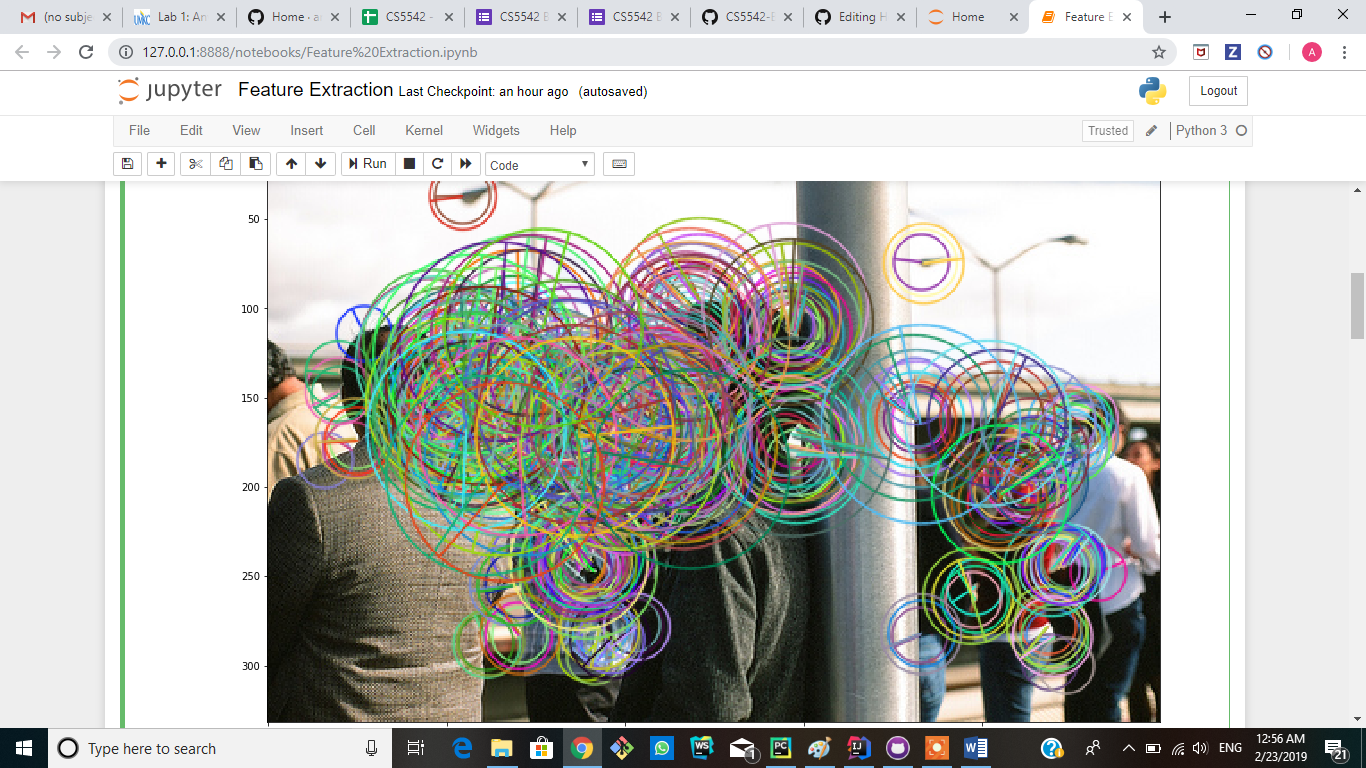 (no subje
Lab 1: An
Home · a
CS5542 -
CS5542 B
CS5542 B
CS5542-B
Editing H
Home
Feature E
127.0.0.1:8888/notebooks/Feature%20Extraction.ipynb
A
jupyter Feature Extraction Last Checkpoint: an hour ago (autosaved)
Logout
File Edit View Insert Cell Kernel Widgets Help
Trusted Python 3
Run Code
50
100
150
200
250
300
Type here to search
ENG
12:56 AM
2/23/2019
21